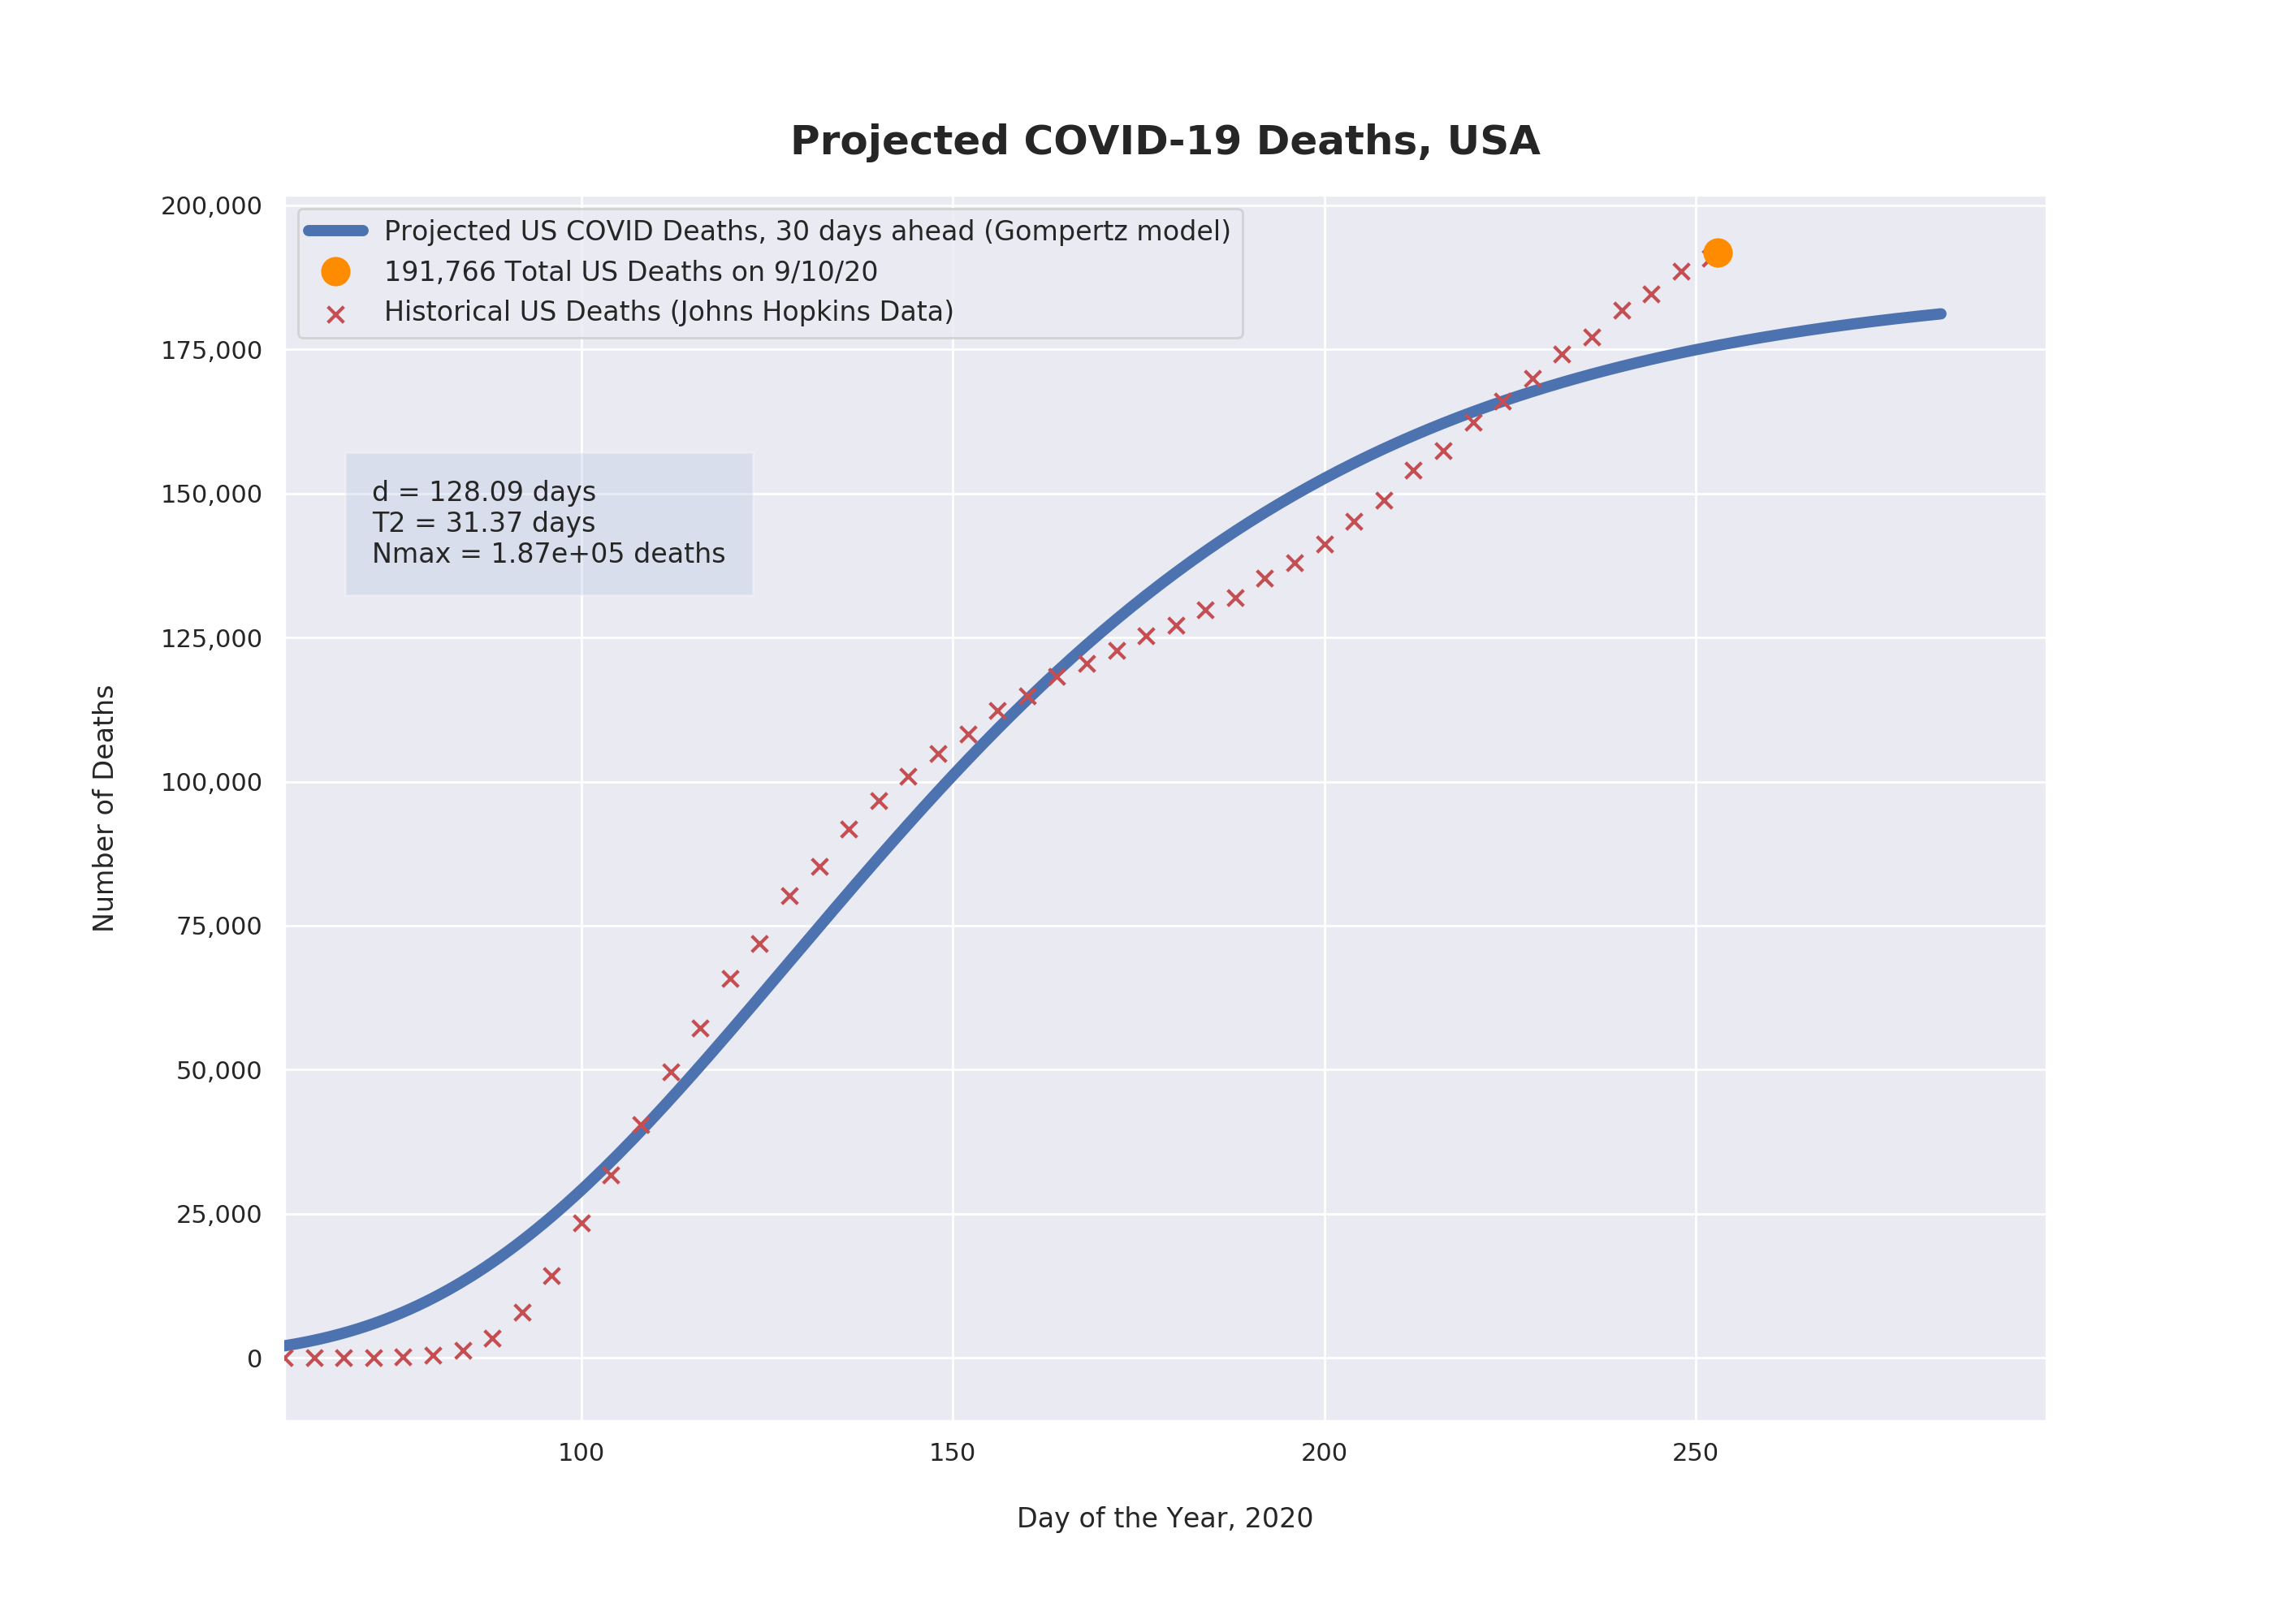 Projected COVID-19 Deaths, USA
200,000
175,000
150,000
125,000
100,000
75,000
50,000
25,000
0
Number of Deaths
Projected US COVID Deaths, 30 days ahead (Gompertz model)
191,766 Total US Deaths on 9/10/20
Historical US Deaths (Johns Hopkins Data)
d = 128.09 days
T2 = 31.37 days
Nmax = 1.87e+05 deaths
100 150 200 250
Day of the Year, 2020